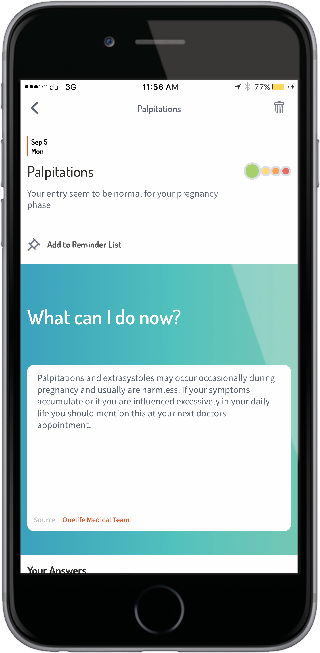 3G 11:56 AM 77%
Palpitations
Sep 5
Mon
Palpitations
Your entry seem to be normal for your pregnancy
phase
Add to Reminder List
What can I do now?
Palpitations and extrasystoles may occur occasionally during
pregnancy and usually are harmless. If your symptoms
accumulate or if you are influenced excessively in your daily
life you should mention this at your next doctors
appointment.
Source Onelife Medical Team
Your Answers